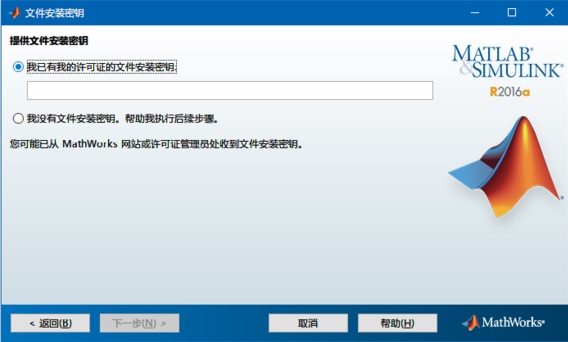 文件安装密钥
提供文件安装密钥
MATLAB®
&SIMULINK®
R2016a
我已有我的许可证的文件安装密钥:
我没有文件安装密钥。帮助我执行后续步骤。
您可能已从 MathWorks 网站或许可证管理员处收到文件安装密钥。
< 返回(B)
下一步(N) >
取消
帮助(H)
MathWorks®